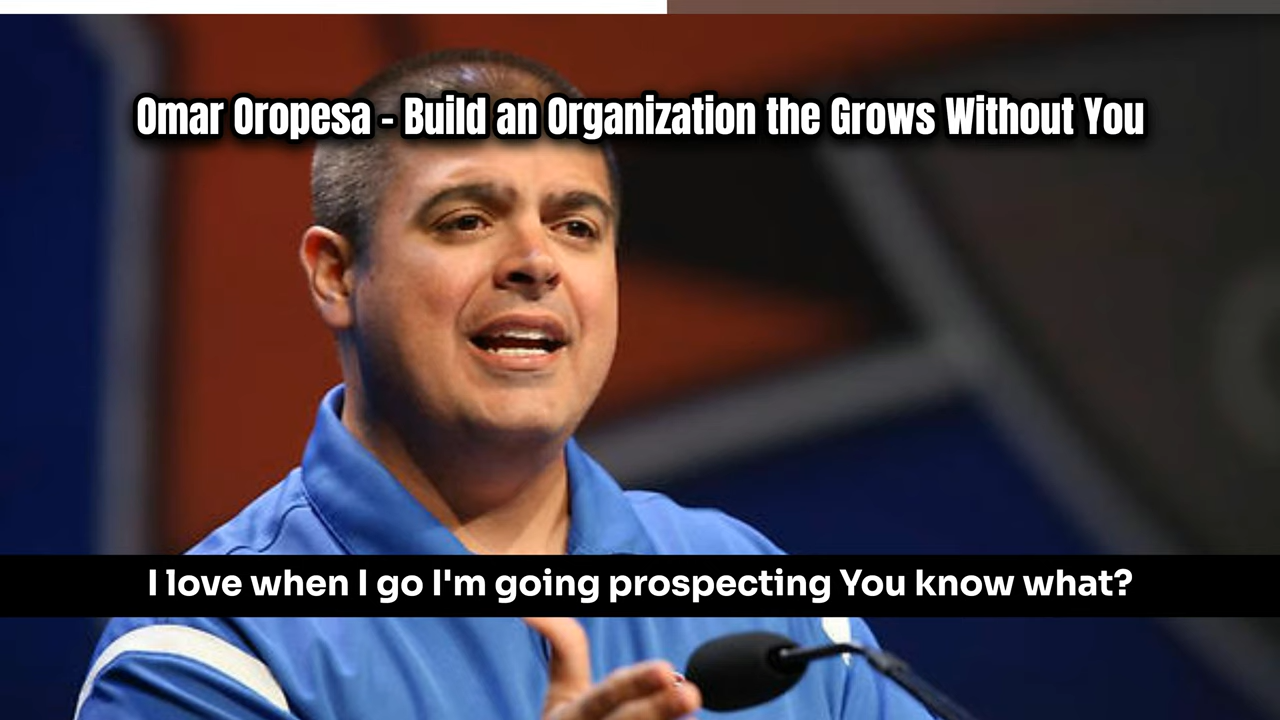 Omar Oropesa - Build an Organization the Grows Without You
I love when I go I'm going prospecting You know what?